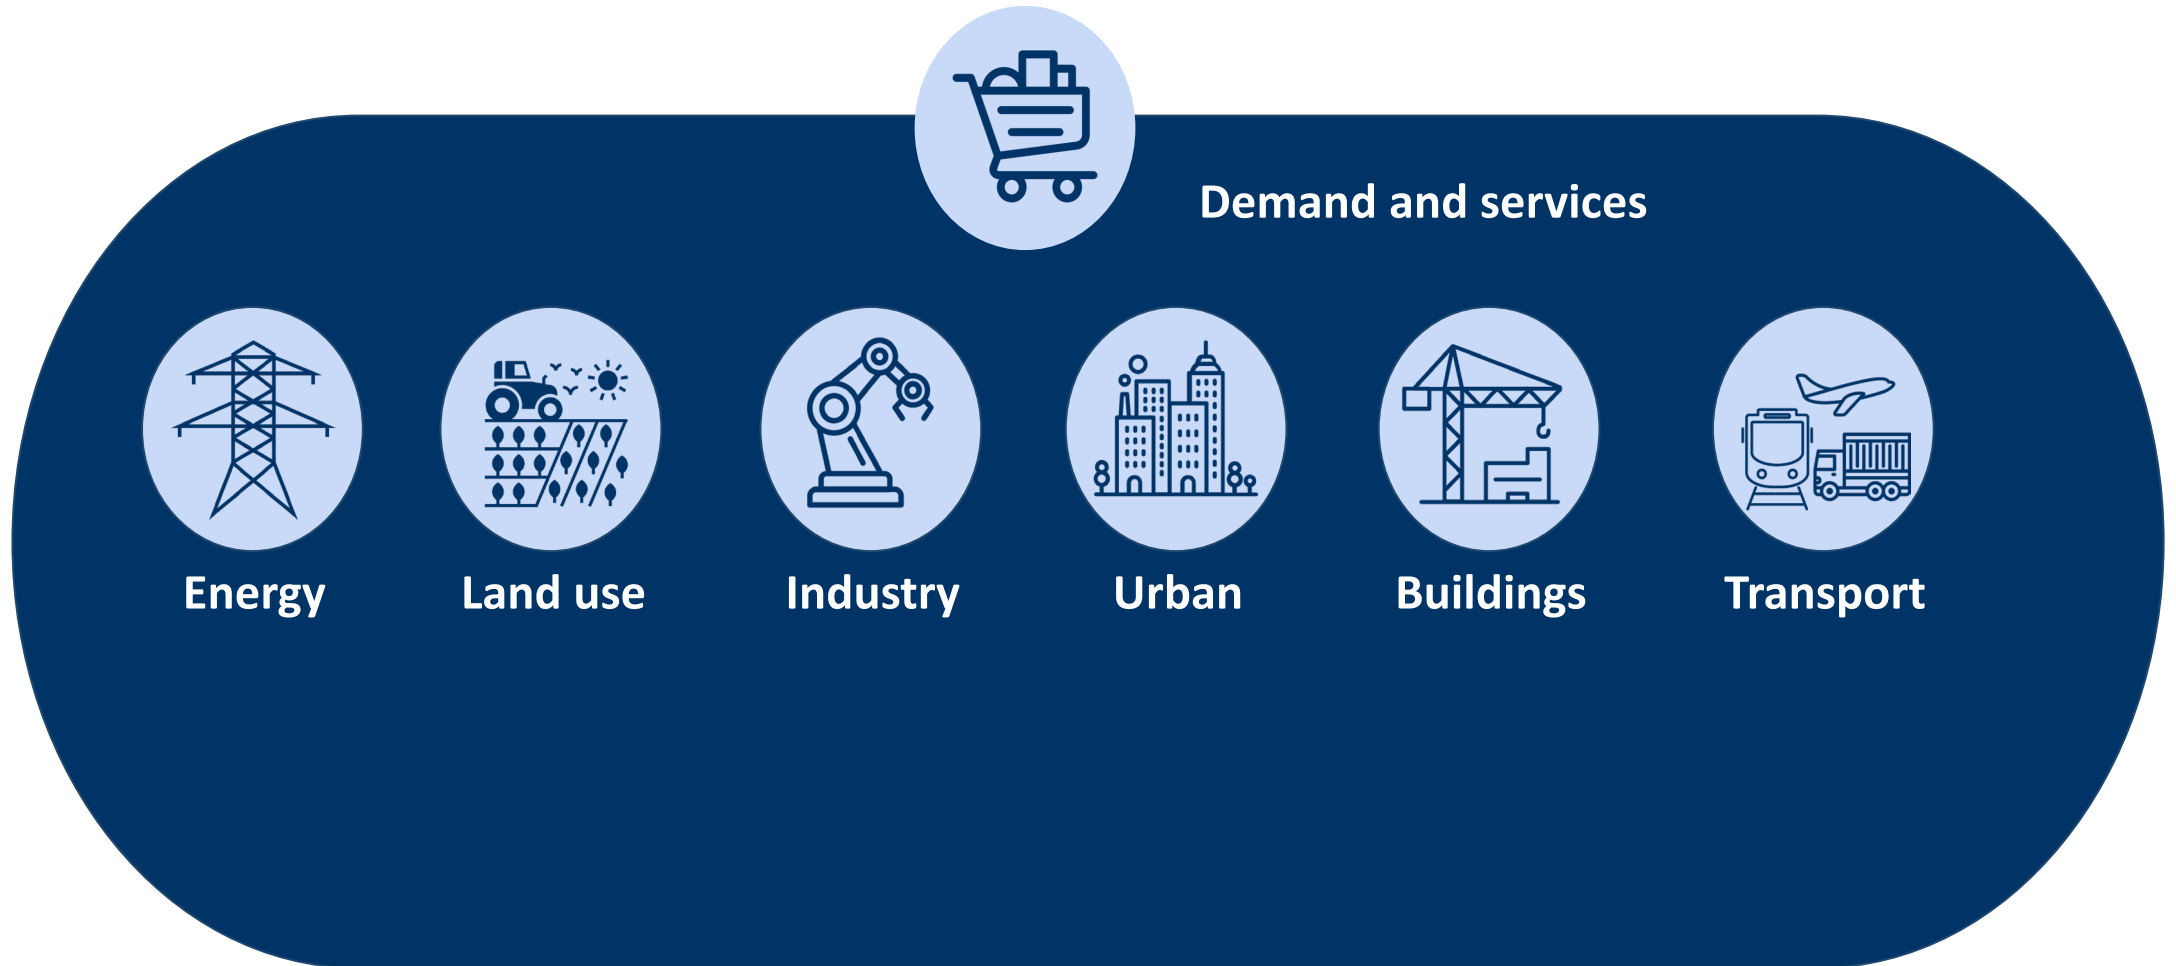 Demand and services
Energy
Land use
Industry
Urban
Buildings
Transport